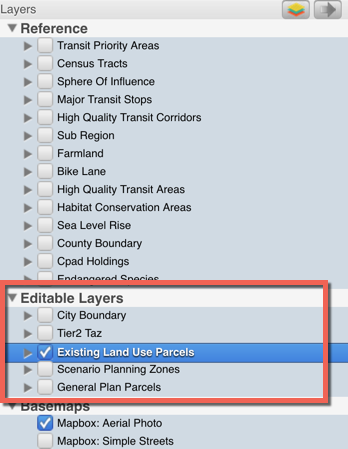 Layers
Reference
Transit Priority Areas
Census Tracts
Sphere Of Influence
Major Transit Stops
High Quality Transit Corridors
Sub Region
Farmland
Bike Lane
High Quality Transit Areas
Habitat Conservation Areas
Sea Level Rise
County Boundary
Cpad Holdings
Endangered Species
Editable Layers
City Boundary
Tier2 Taz
Existing Land Use Parcels
Scenario Planning Zones
General Plan Parcels
Basemaps
Mapbox: Aerial Photo
Mapbox: Simple Streets